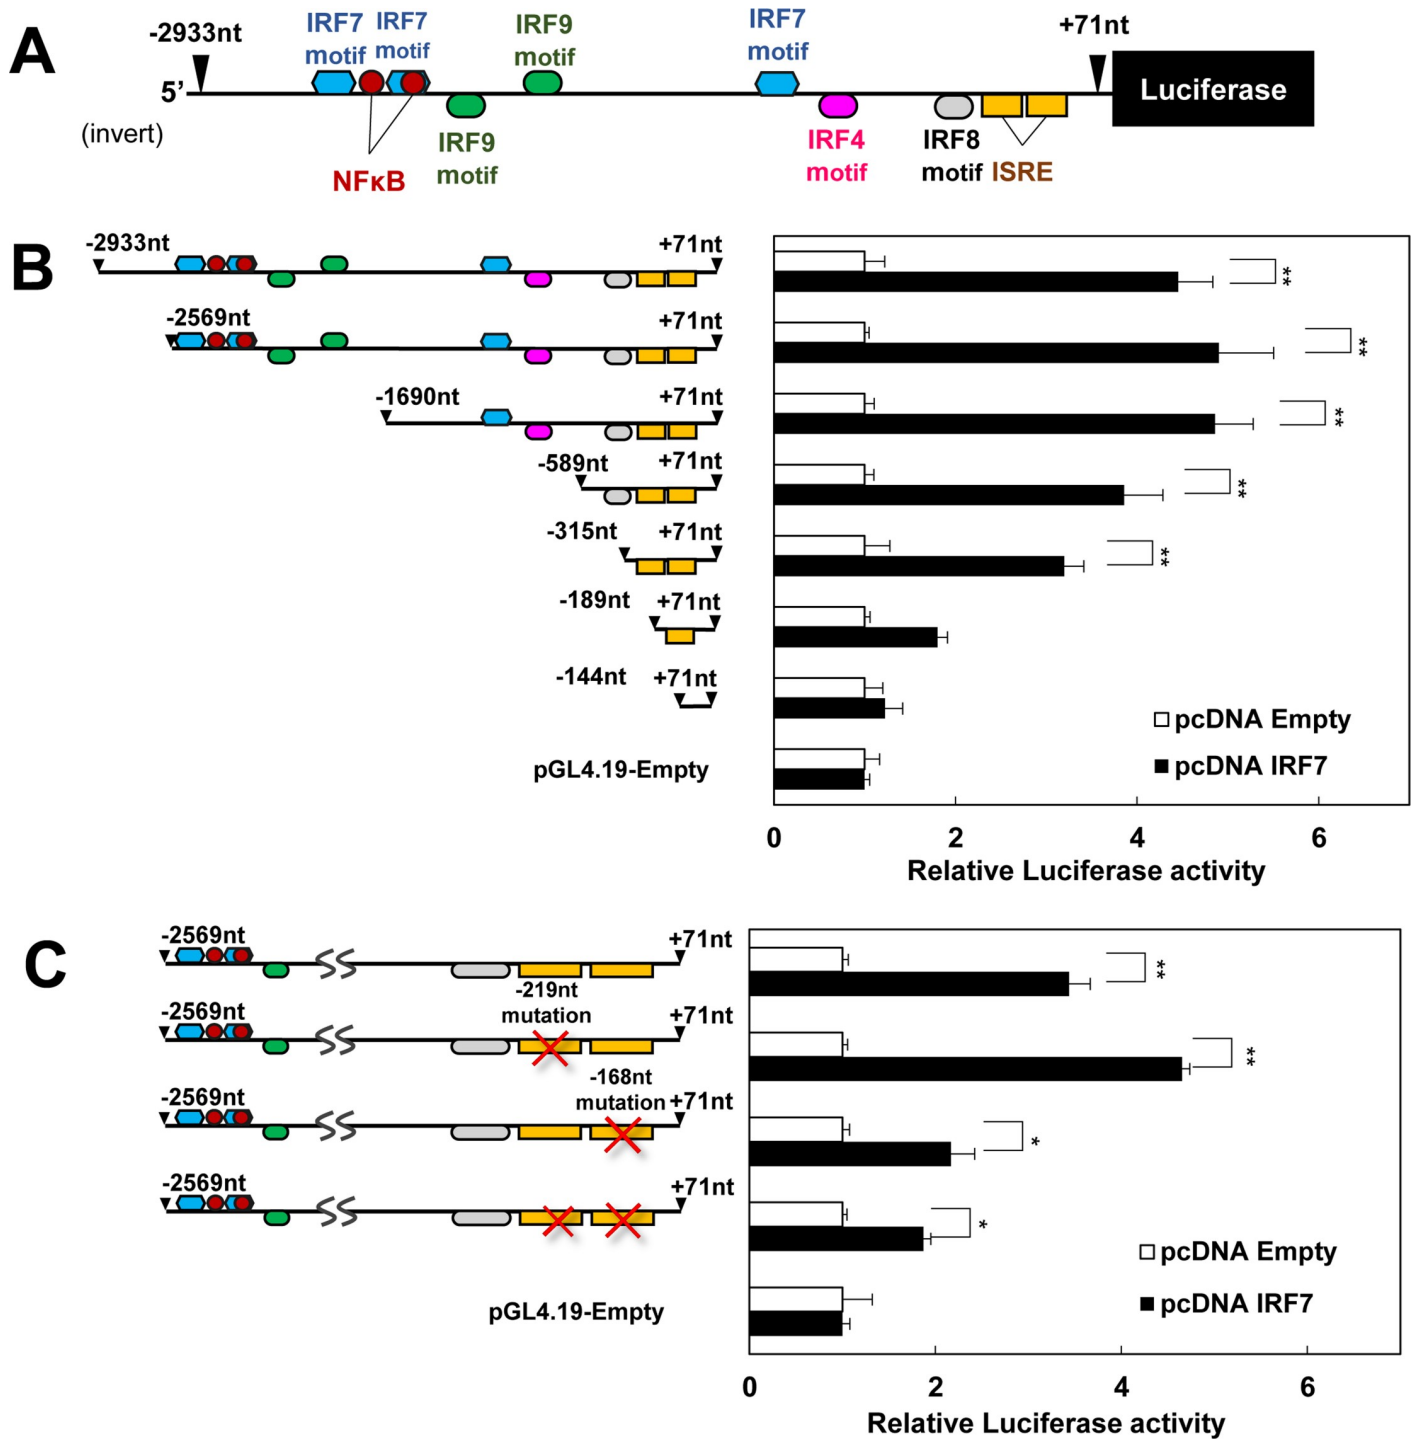 A
-2933nt
IRF7
motif
IRF7
motif
IRF9
motif
IRF7
motif
+71nt
5’
(invert)
Luciferase
NFκB
IRF9
motif
IRF4
motif
IRF8
motif
ISRE
B
-2933nt
+71nt
**
-2569nt
+71nt
**
-1690nt
+71nt
**
-589nt
+71nt
**
-315nt
+71nt
**
-189nt
+71nt
-144nt
+71nt
pGL4.19-Empty
pcDNA Empty
pcDNA IRF7
0 2 4 6
Relative Luciferase activity
C
-2569nt
+71nt
**
-219nt
mutation
-2569nt
+71nt
**
-168nt
mutation
-2569nt
+71nt
*
-2569nt
+71nt
*
pGL4.19-Empty
pcDNA Empty
pcDNA IRF7
0 2 4 6
Relative Luciferase activity